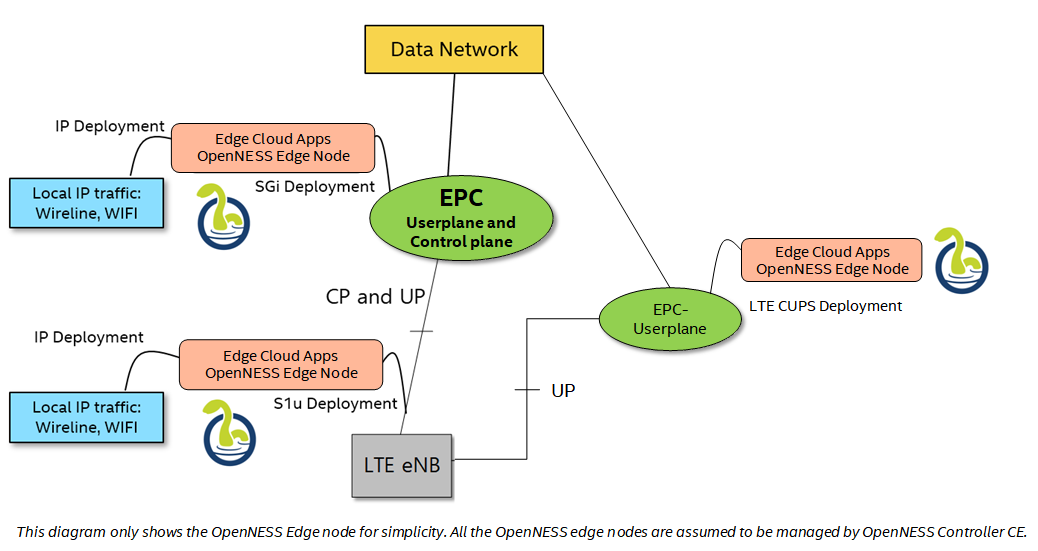 Data Network
IP Deployment
Edge Cloud Apps
OpenNESS Edge Node
SGi Deployment
Local IP traffic:
Wireline, WIFI
EPC
Userplane and
Control plane
Edge Cloud Apps
OpenNESS Edge Node
LTE CUPS Deployment
EPC-
Userplane
CP and UP
IP Deployment
Edge Cloud Apps
OpenNESS Edge Node
S1u Deployment
Local IP traffic:
Wireline, WIFI
UP
LTE eNB
This diagram only shows the OpenNESS Edge node for simplicity. All the OpenNESS edge nodes are assumed to be managed by OpenNESS Controller CE.